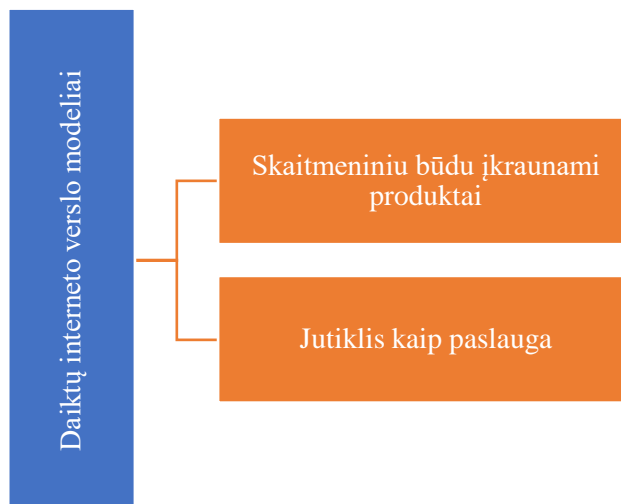 Daiktų interneto verslo modeliai
Skaitmeniniu būdu įkraunami
produktai
Jutiklis kaip paslauga